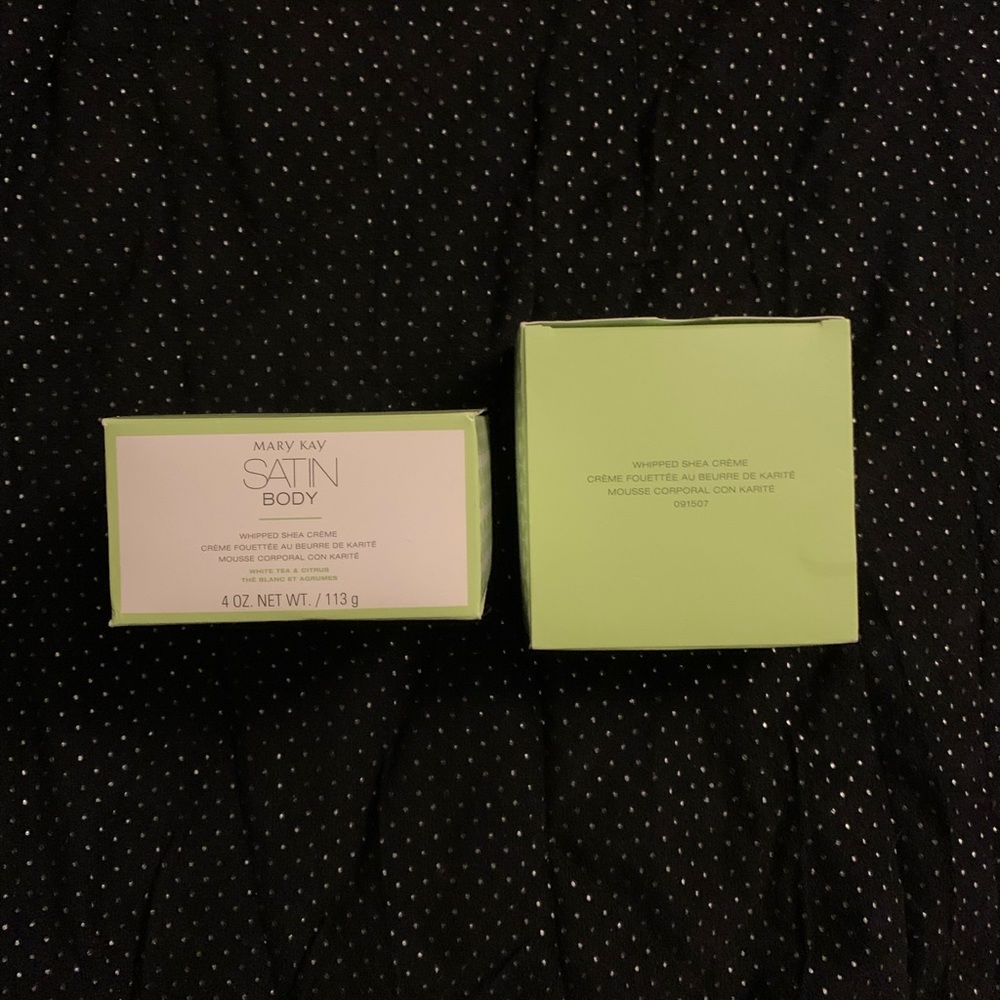 MARY KAY
SATIN
BODY
WHIPPED SHEA CRÈME
CRÈME FOUETTÉE AU BEURRE DE KARITÉ
MOUSSE CORPORAL CON KARITÉ
WHITE TEA & CITRUS
THÉ BLANC ET AGRUMES
4 OZ. NET WT. / 113 g
WHIPPED SHEA CRÈME
CRÈME FOUETTÉE AU BEURRE DE KARITÉ
MOUSSE CORPORAL CON KARITÉ
091507